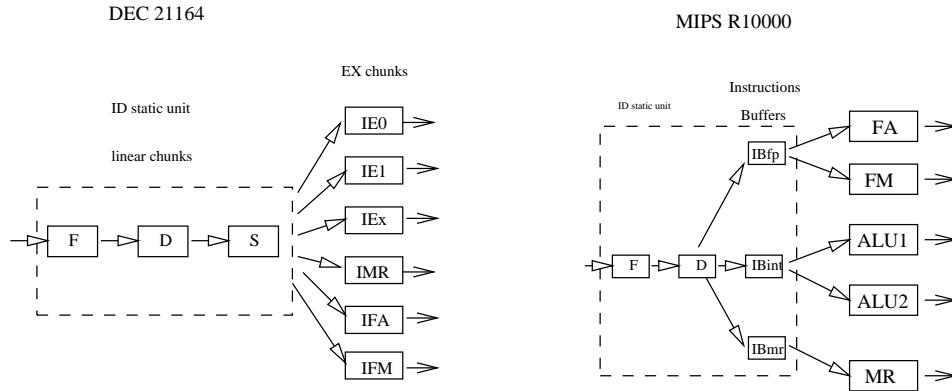 DEC 21164
EX chunks
ID static unit
linear chunks
F
D
S
IE0
IE1
IEx
IMR
IFA
IFM
MIPS R10000
Instructions
Buffers
ID static unit
F
D
IBfp
IBint
IBmr
FA
FM
ALU1
ALU2
MR